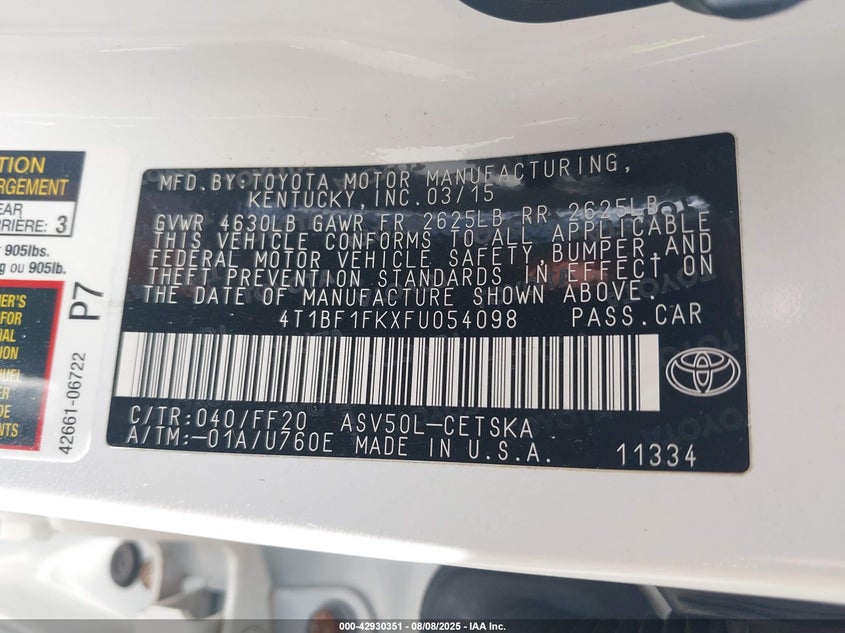 TION
RGEMENT
EAR
RRIÈRE: 3
905lbs.
g ou 905lb.
P7
42661-06722
MFD.BY:TOYOTA MOTOR MANUFACTURING,
KENTUCKY,INC.03/15
GVWR 4630LB GAWR FR 2625LB RR 2625LB
THIS VEHICLE CONFORMS TO ALL APPLICABLE
FEDERAL MOTOR VEHICLE SAFETY,BUMPER,AND
THEFT PREVENTION STANDARDS IN EFFECT ON
THE DATE OF MANUFACTURE SHOWN ABOVE.
4T1BF1FKXFU054098 PASS.CAR
C/TR:040/FF20 ASV50L-CETSKA
A/TM:-01A/U760E MADE IN U.S.A. 11334
000-42930351 - 08/08/2025 - IAA Inc.